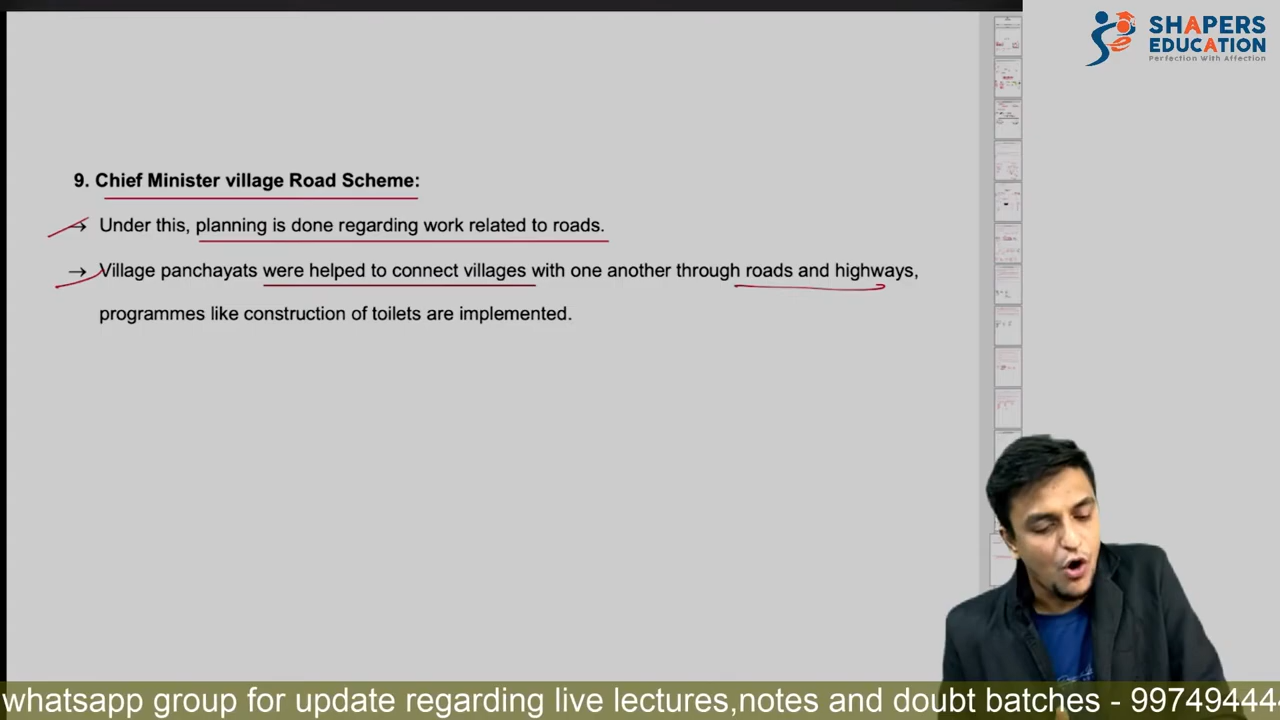 SHAPERS
EDUCATION
Perfection With Affection
9. Chief Minister village Road Scheme:
→ Under this, planning is done regarding work related to roads.
→ Village panchayats were helped to connect villages with one another through roads and highways,
programmes like construction of toilets are implemented.
whatsapp group for update regarding live lectures,notes and doubt batches - 99749444